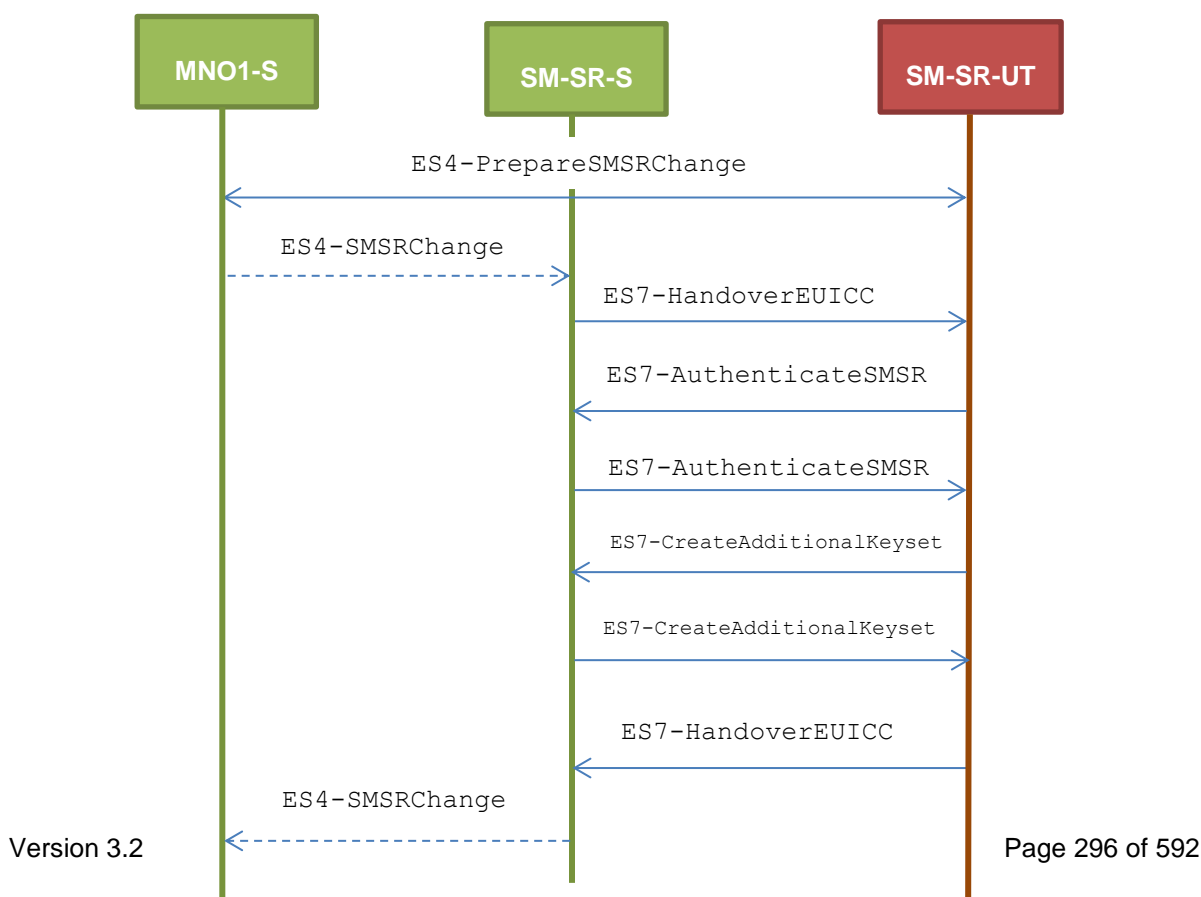 MNO1-S
SM-SR-S
SM-SR-UT
ES4-PrepareSMSRChange
ES4-SMSRChange
ES7-HandoverEUICC
ES7-AuthenticateSMSR
ES7-AuthenticateSMSR
ES7-CreateAdditionalKeyset
ES7-CreateAdditionalKeyset
ES7-HandoverEUICC
ES4-SMSRChange
Version 3.2
Page 296 of 592